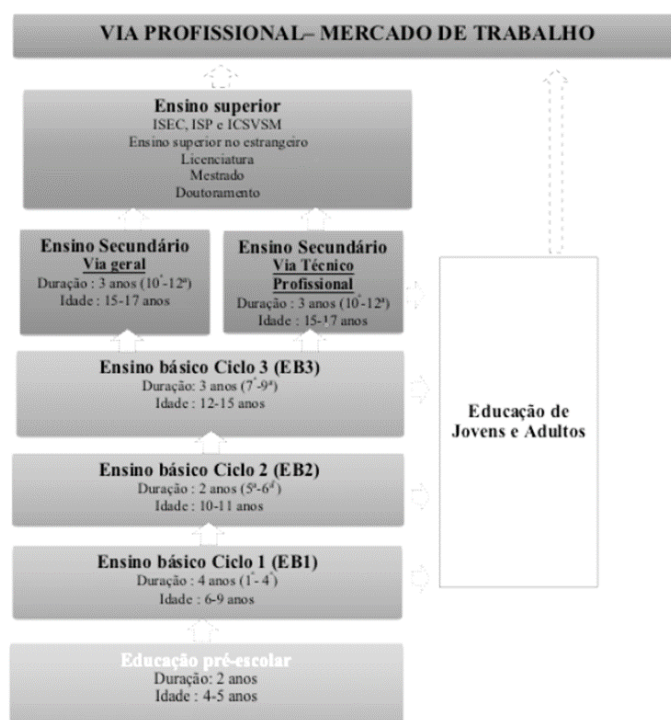 VIA PROFISSIONAL– MERCADO DE TRABALHO
Ensino superior
ISEC, ISP e ICSVSM
Ensino superior no estrangeiro
Licenciatura
Mestrado
Doutoramento
Ensino Secundário
Via geral
Duração : 3 anos (10ª-12ª)
Idade : 15-17 anos
Ensino Secundário
Via Técnico
Profissional
Duração : 3 anos (10ª-12ª)
Idade : 15-17 anos
Ensino básico Ciclo 3 (EB3)
Duração: 3 anos (7ª-9ª)
Idade : 12-15 anos
Educação de
Jovens e Adultos
Ensino básico Ciclo 2 (EB2)
Duração : 2 anos (5ª-6ª)
Idade : 10-11 anos
Ensino básico Ciclo 1 (EB1)
Duração : 4 anos (1ª- 4ª)
Idade : 6-9 anos
Educação pré-escolar
Duração: 2 anos
Idade : 4-5 anos